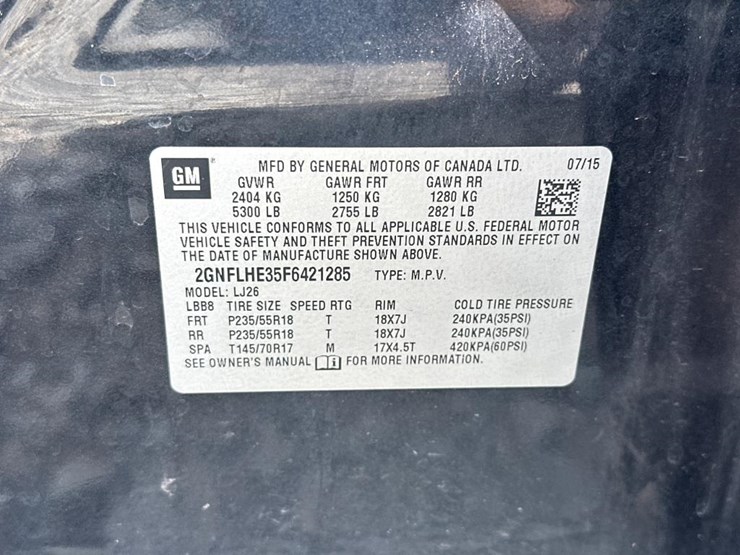 GM MFD BY GENERAL MOTORS OF CANADA LTD. 07/15
GVWR GAWR FRT GAWR RR
2404 KG 1250 KG 1280 KG
5300 LB 2755 LB 2821 LB
THIS VEHICLE CONFORMS TO ALL APPLICABLE U.S. FEDERAL MOTOR
VEHICLE SAFETY AND THEFT PREVENTION STANDARDS IN EFFECT ON
THE DATE OF MANUFACTURE SHOWN ABOVE.
2GNFLHE35F6421285 TYPE: M.P.V.
MODEL: LJ26
LBB8 TIRE SIZE SPEED RTG RIM COLD TIRE PRESSURE
FRT P235/55R18 T 18X7J 240KPA(35PSI)
RR P235/55R18 T 18X7J 240KPA(35PSI)
SPA T145/70R17 M 17X4.5T 420KPA(60PSI)
SEE OWNER'S MANUAL i FOR MORE INFORMATION.